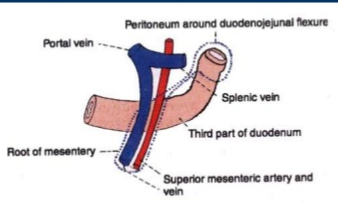 Peritoneum around duodenojejunal flexure
Portal vein
Splenic vein
Third part of duodenum
Root of mesentery
Superior mesenteric artery and
vein